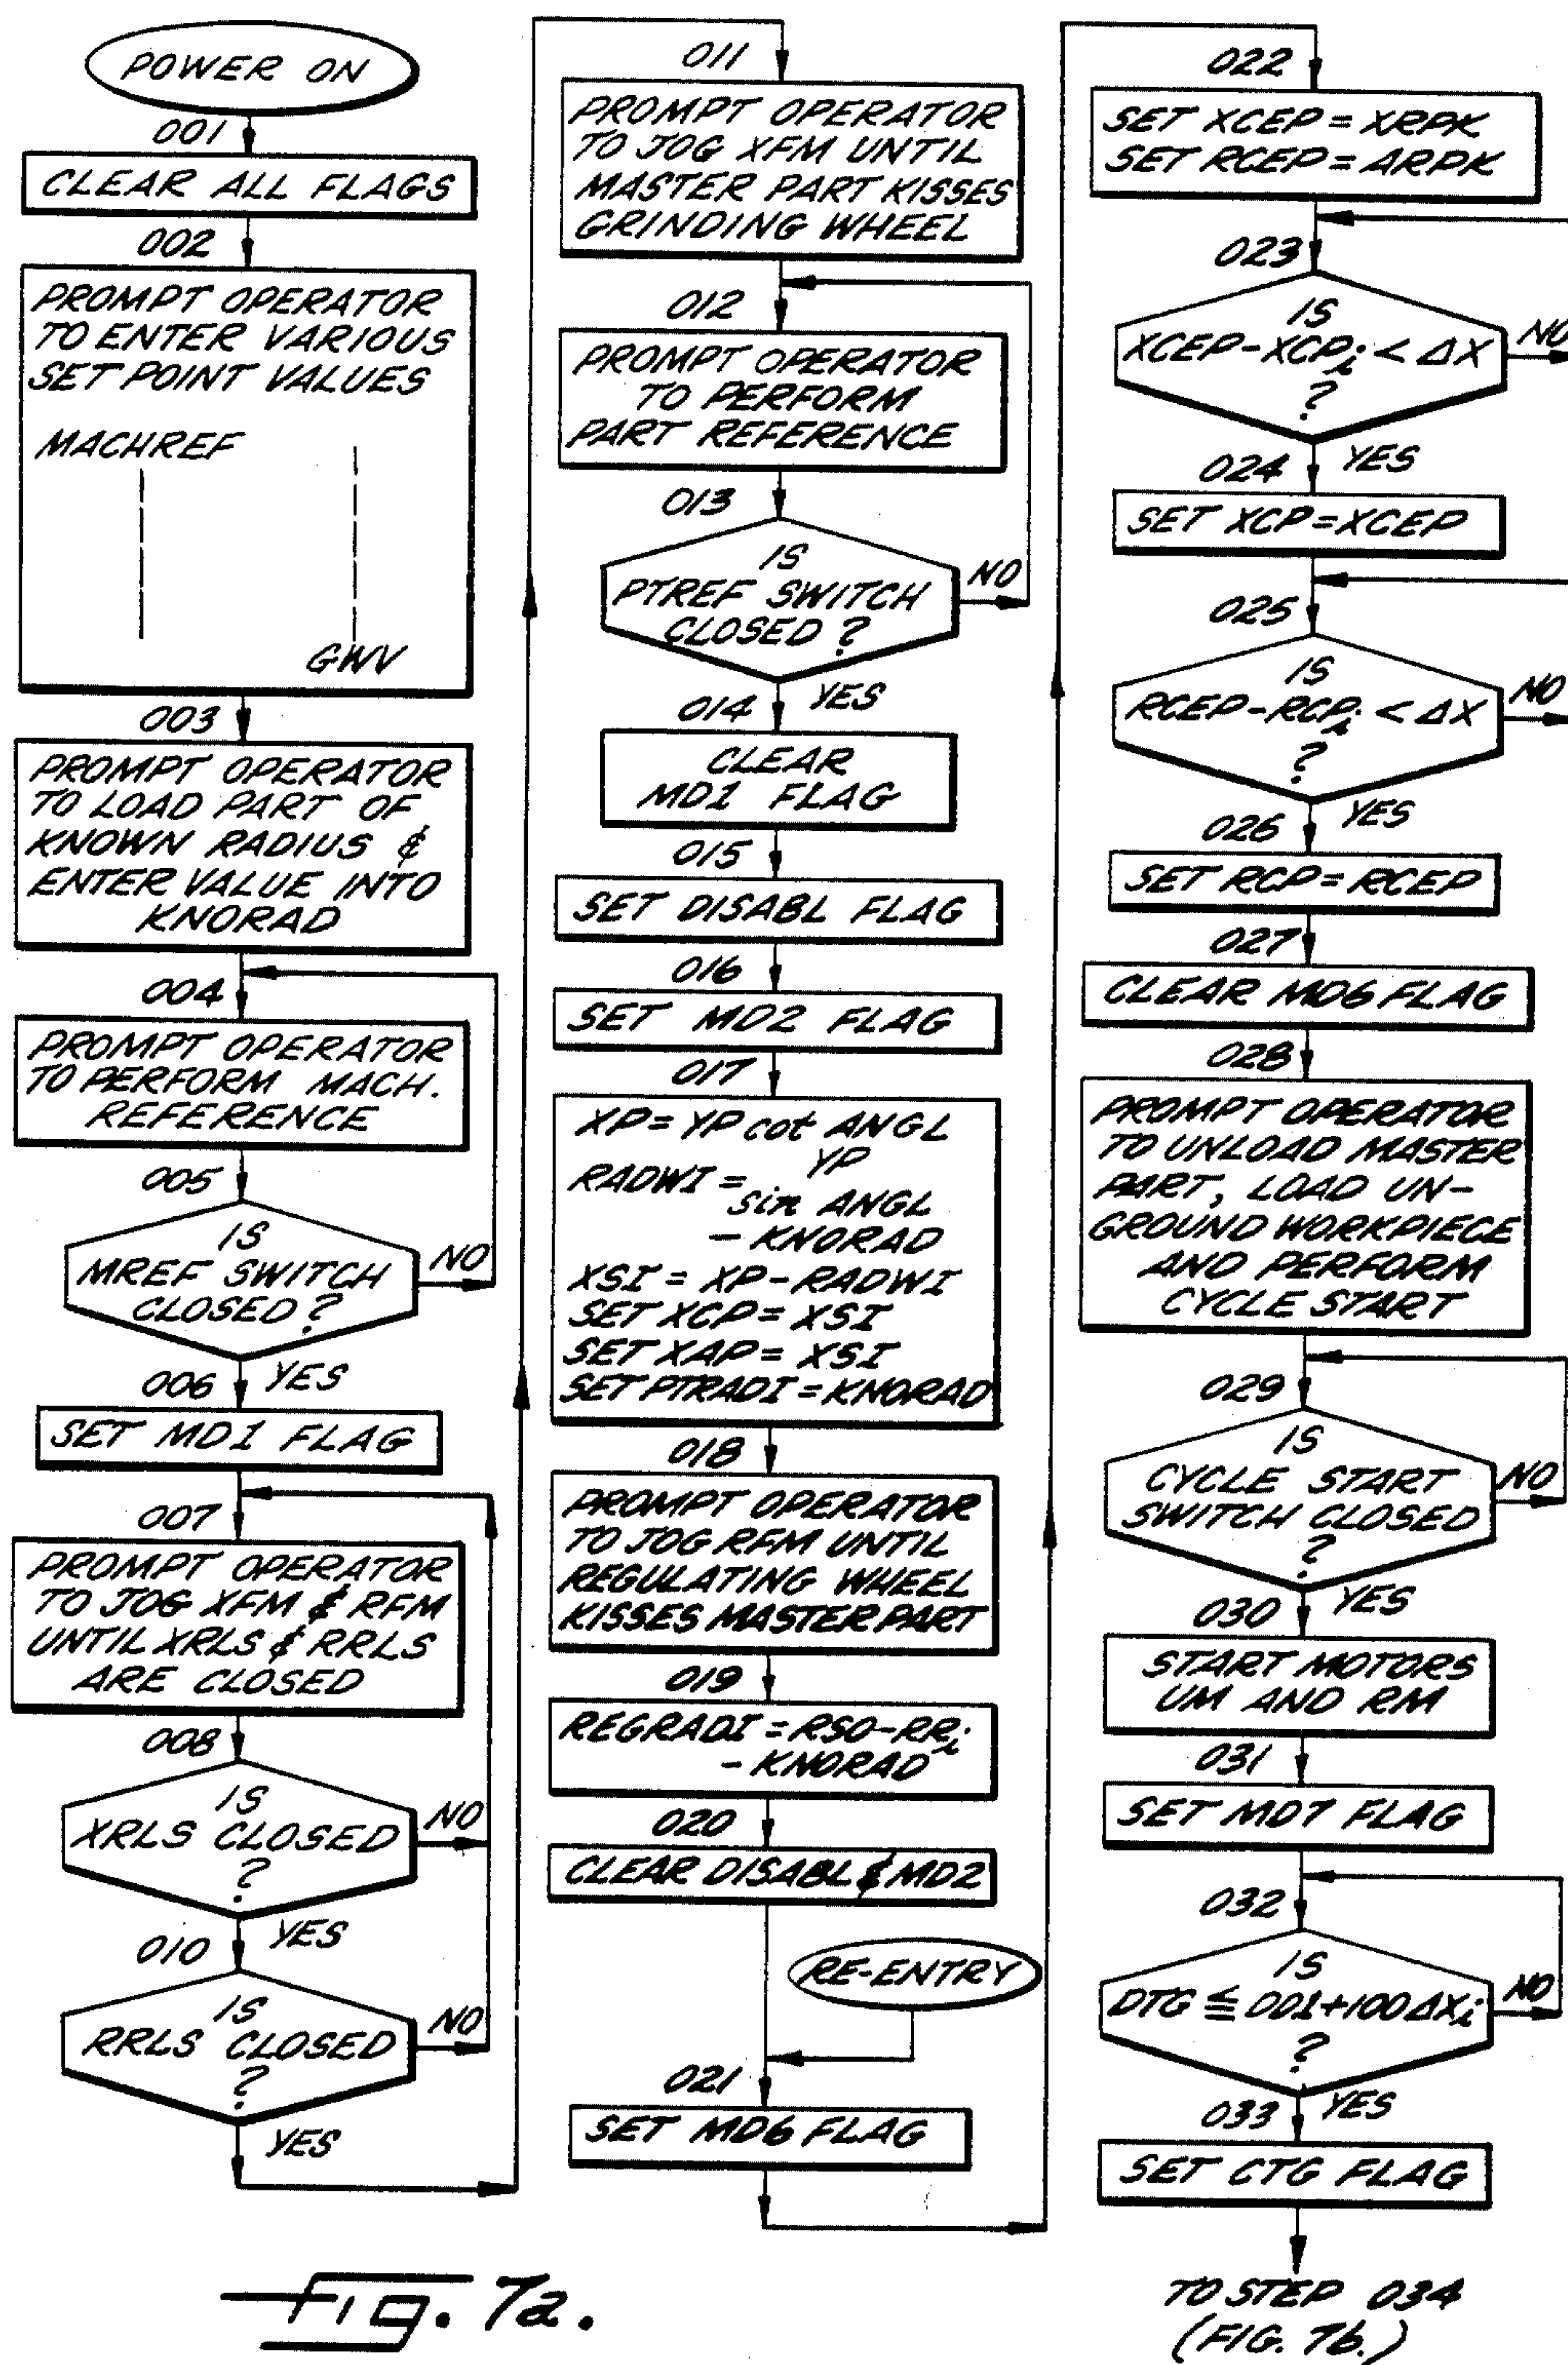 POWER ON
001
CLEAR ALL FLAGS
002
PROMPT OPERATOR
TO ENTER VARIOUS
SET POINT VALUES
MACHREF
GWV
003
PROMPT OPERATOR
TO LOAD PART OF
KNOWN RADIUS &
ENTER VALUE INTO
KNORAD
004
PROMPT OPERATOR
TO PERFORM MACH.
REFERENCE
005
IS
MREF SWITCH
CLOSED?
NO
YES
006
SET MD1 FLAG
007
PROMPT OPERATOR
TO JOG XFM & RFM
UNTIL XRLS & RRLS
ARE CLOSED
008
IS
XRLS CLOSED
?
NO
YES
010
IS
RRLS CLOSED
?
NO
YES
011
PROMPT OPERATOR
TO JOG XFM UNTIL
MASTER PART KISSES
GRINDING WHEEL
012
PROMPT OPERATOR
TO PERFORM
PART REFERENCE
013
IS
PTREF SWITCH
CLOSED?
NO
YES
014
CLEAR
MD1 FLAG
015
SET DISABL FLAG
016
SET MD2 FLAG
017
XP = YP cot ANGL
RADWI = YP
sin ANGL
- KNORAD
XSI = XP - RADWI
SET XCP = XSI
SET XAP = XSI
SET PTRADI = KNORAD
018
PROMPT OPERATOR
TO JOG RFM UNTIL
REGULATING WHEEL
KISSES MASTER PART
019
REGRADI = RSO-RRi
- KNORAD
020
CLEAR DISABL & MD2
RE-ENTRY
021
SET MD6 FLAG
022
SET XCEP = XRPK
SET RCEP = ARPK
023
IS
XCEP-XCPi < ΔX
?
NO
YES
024
SET XCP = XCEP
025
IS
RCEP-RCPi < ΔX
?
NO
YES
026
SET RCP = RCEP
027
CLEAR MD6 FLAG
028
PROMPT OPERATOR
TO UNLOAD MASTER
PART, LOAD UN-
GROUND WORKPIECE
AND PERFORM
CYCLE START
029
IS
CYCLE START
SWITCH CLOSED
?
NO
YES
030
START MOTORS
UM AND RM
031
SET MD7 FLAG
032
IS
DTG ≦ DD1+100ΔXi
?
NO
YES
033
SET CTG FLAG
TO STEP 034
(FIG. 7b.)
Fig. 7a.